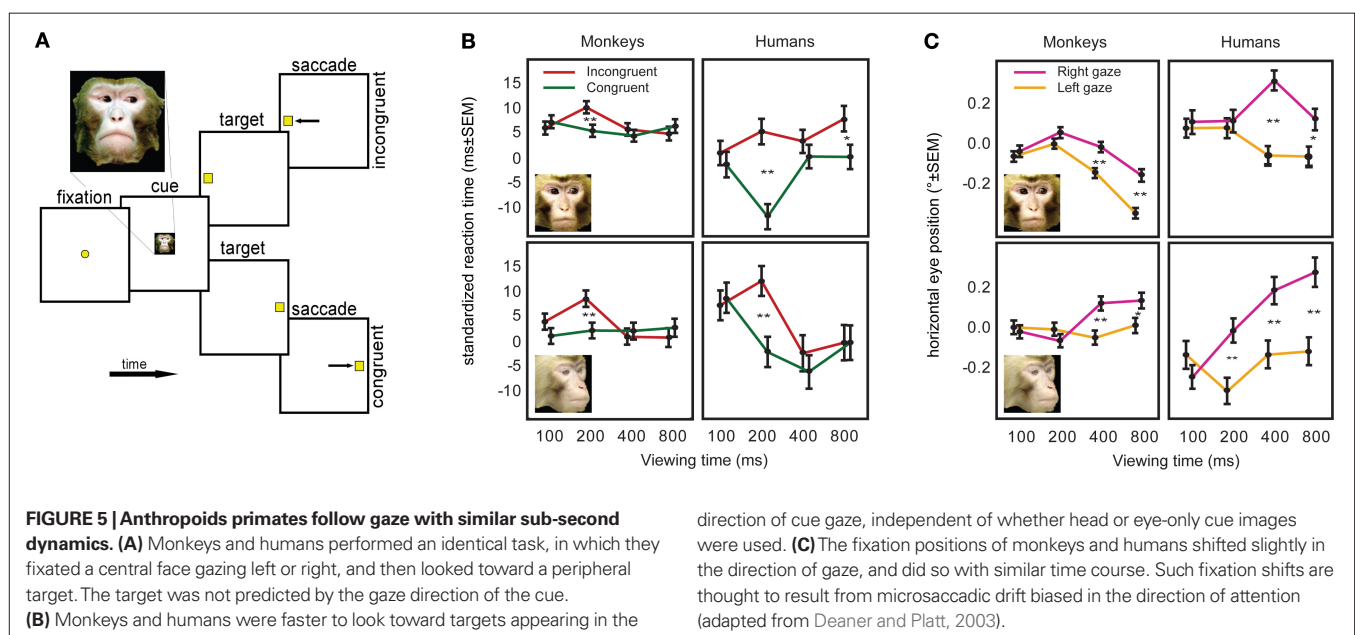 A
saccade
incongruent
target
cue
fixation
target
saccade
congruent
time
B
Monkeys
Humans
standardized reaction time (ms±SEM)
15
10
5
0
-5
-10
Incongruent
Congruent
**
**
*
15
10
5
0
-5
-10
**
**
100 200 400 800
100 200 400 800
Viewing time (ms)
C
Monkeys
Humans
horizontal eye position (°±SEM)
0.2
0.0
-0.2
Right gaze
Left gaze
**
**
**
*
0.2
0.0
-0.2
**
*
**
**
**
100 200 400 800
100 200 400 800
Viewing time (ms)
FIGURE 5 | Anthropoids primates follow gaze with similar sub-second
dynamics. (A) Monkeys and humans performed an identical task, in which they
fixated a central face gazing left or right, and then looked toward a peripheral
target. The target was not predicted by the gaze direction of the cue.
(B) Monkeys and humans were faster to look toward targets appearing in the
direction of cue gaze, independent of whether head or eye-only cue images
were used. (C) The fixation positions of monkeys and humans shifted slightly in
the direction of gaze, and did so with similar time course. Such fixation shifts are
thought to result from microsaccadic drift biased in the direction of attention
(adapted from Deaner and Platt, 2003).